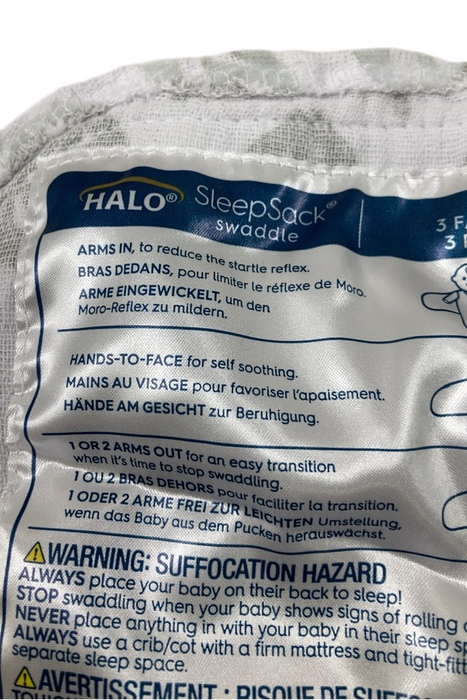 HALO® SleepSack®
swaddle
3
3
ARMS IN, to reduce the startle reflex.
BRAS DEDANS, pour limiter le réflexe de Moro.
ARME EINGEWICKELT, um den
Moro-Reflex zu mildern.
HANDS-TO-FACE for self soothing.
MAINS AU VISAGE pour favoriser l'apaisement.
HÄNDE AM GESICHT zur Beruhigung.
1 OR 2 ARMS OUT for an easy transition
when it's time to stop swaddling.
1 OU 2 BRAS DEHORS pour faciliter la transition.
1 ODER 2 ARME FREI ZUR LEICHTEN Umstellung,
wenn das Baby aus dem Pucken herauswächst.
WARNING: SUFFOCATION HAZARD
ALWAYS place your baby on their back to sleep!
STOP swaddling when your baby shows signs of rolling
NEVER place anything in with your baby in their sleep
ALWAYS use a crib/cot with a firm mattress and
separate sleep space.
AVERTISSEMENT : RISQUE DE